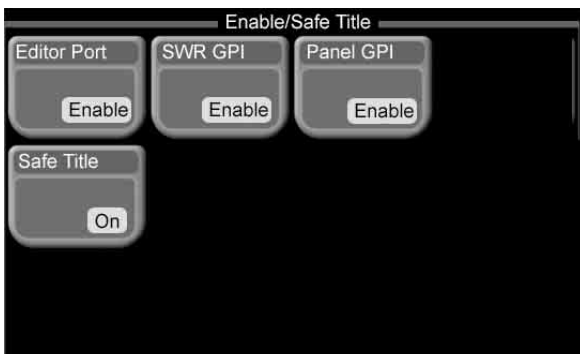 Enable/Safe Title
Editor Port
SWR GPI
Panel GPI
Enable
Enable
Enable
Safe Title
On